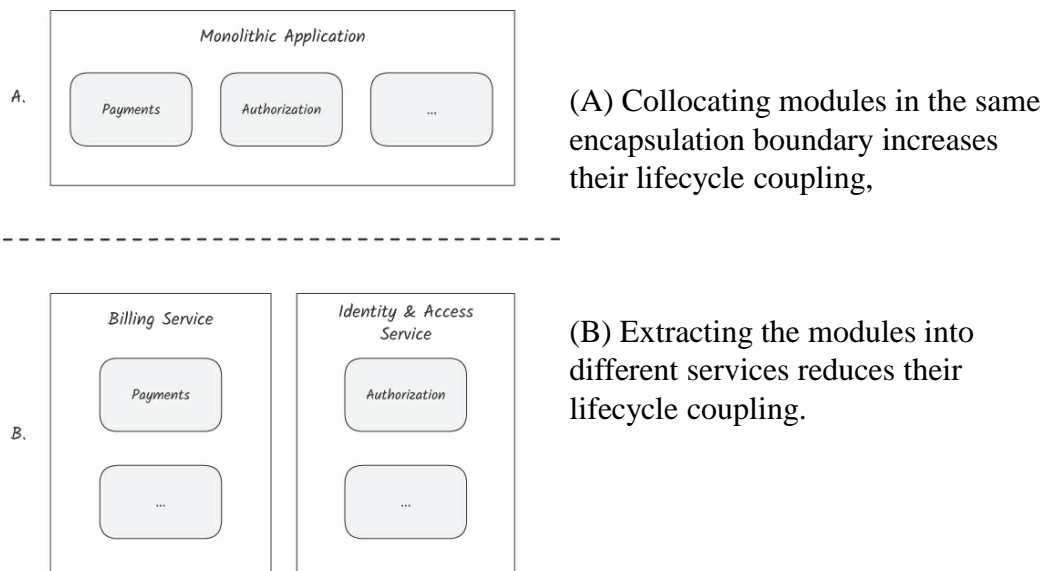 Monolithic Application
A.
Payments
Authorization
...
(A) Collocating modules in the same
encapsulation boundary increases
their lifecycle coupling,
Billing Service
Identity & Access
Service
Payments
Authorization
B.
...
...
(B) Extracting the modules into
different services reduces their
lifecycle coupling.